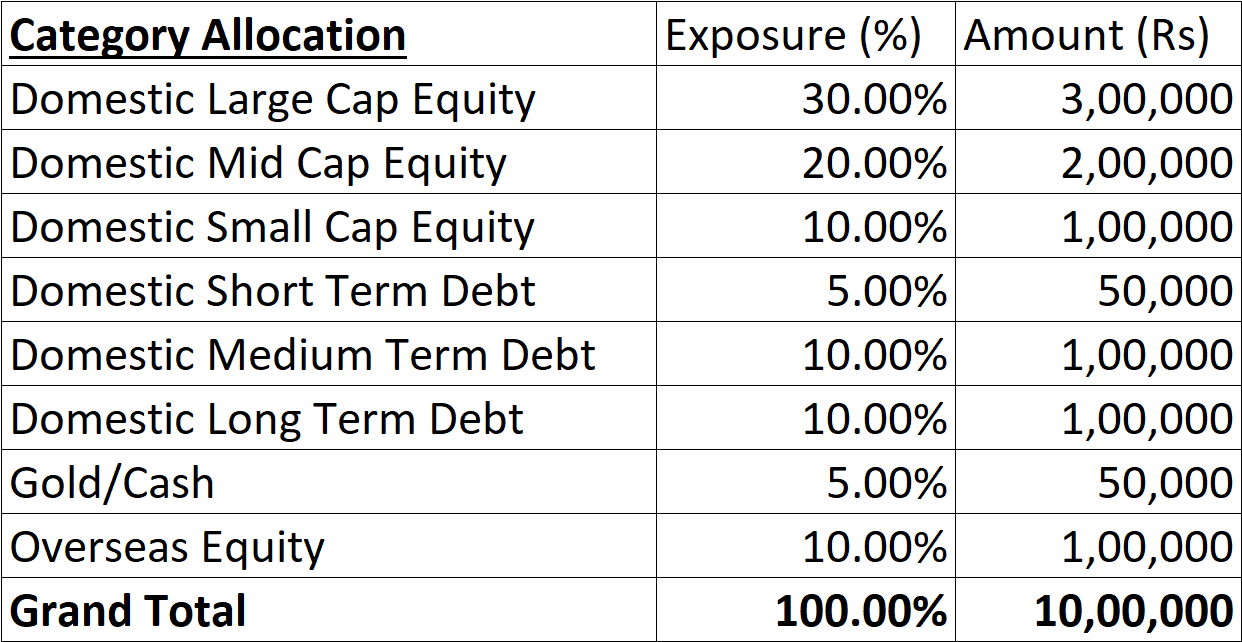 Category Allocation Exposure (%) Amount (Rs)
Domestic Large Cap Equity 30.00% 3,00,000
Domestic Mid Cap Equity 20.00% 2,00,000
Domestic Small Cap Equity 10.00% 1,00,000
Domestic Short Term Debt 5.00% 50,000
Domestic Medium Term Debt 10.00% 1,00,000
Domestic Long Term Debt 10.00% 1,00,000
Gold/Cash 5.00% 50,000
Overseas Equity 10.00% 1,00,000
Grand Total 100.00% 10,00,000